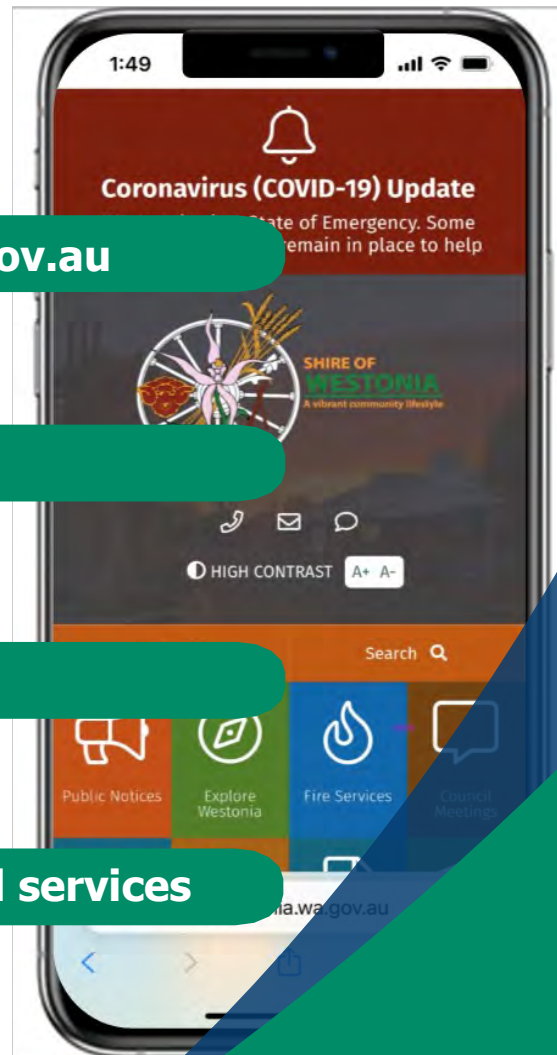 1:49
Coronavirus (COVID-19) Update
State of Emergency. Some
remain in place to help
ov.au
SHIRE OF
WESTONIA
A vibrant community lifestyle
HIGH CONTRAST A+ A-
Search
Public Notices
Explore
Westonia
Fire Services
Council
Meetings
services
ia.wa.gov.au